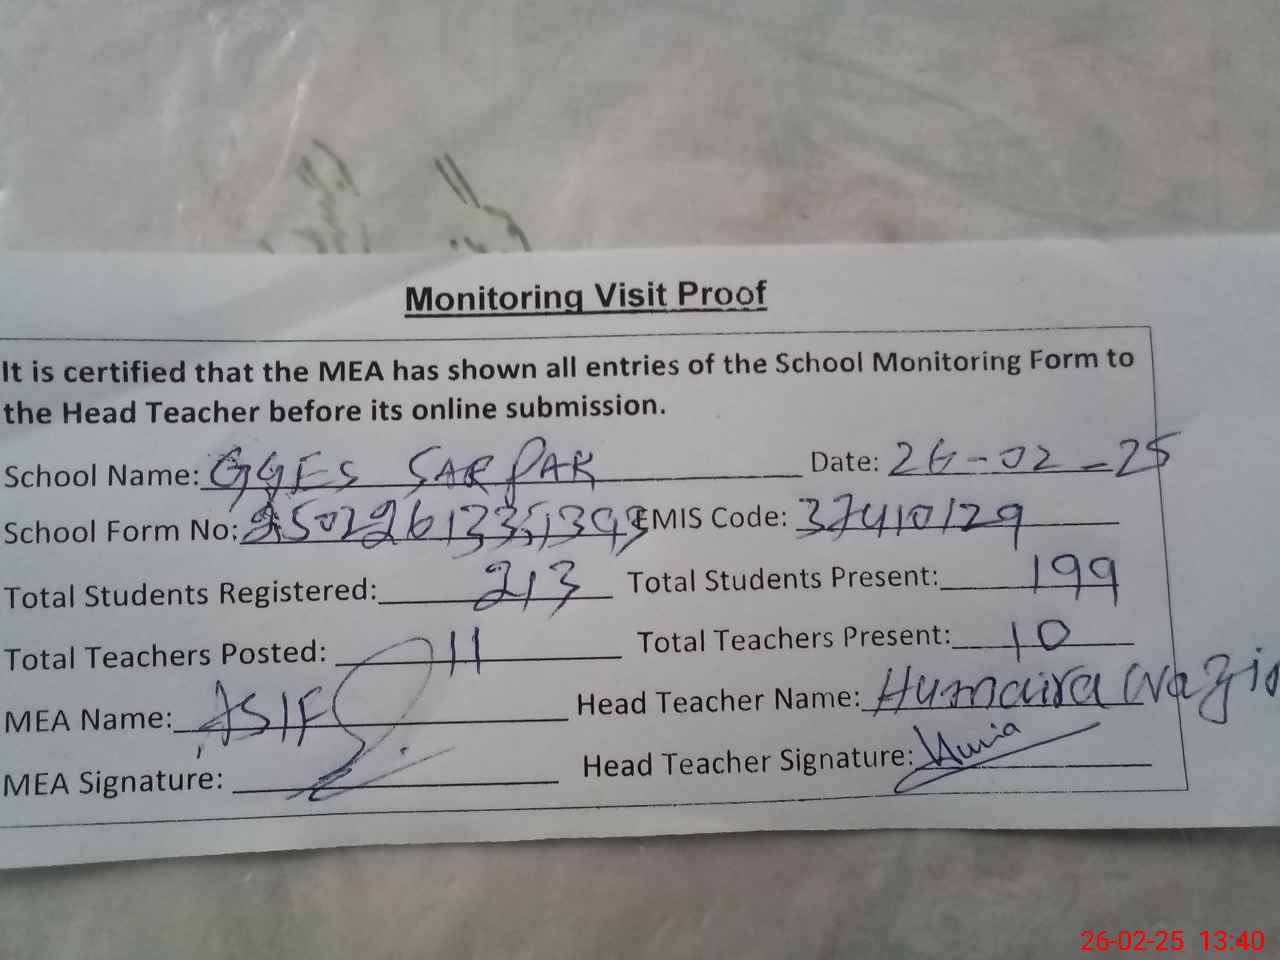 Monitoring Visit Proof
It is certified that the MEA has shown all entries of the School Monitoring Form to
the Head Teacher before its online submission.
School Name: GGES SARPAK Date: 26-02-25
School Form No: EMIS Code: 37410129
Total Students Registered: 213 Total Students Present: 199
Total Teachers Posted: 11 Total Teachers Present: 10
MEA Name: ASIF Head Teacher Name: Humaira
MEA Signature: Head Teacher Signature:
26-02-25 13:40